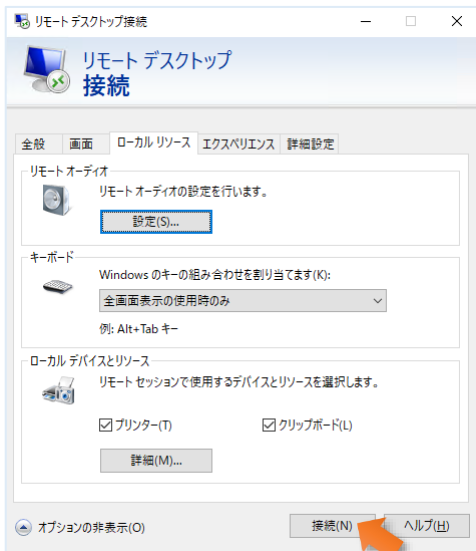 リモート デスクトップ接続
リモート デスクトップ
接続
全般 画面 ローカル リソース エクスペリエンス 詳細設定
リモート オーディオ
リモート オーディオの設定を行います。
設定(S)...
キーボード
Windows のキーの組み合わせを割り当てます(K):
全画面表示の使用時のみ
例: Alt+Tab キー
ローカル デバイスとリソース
リモート セッションで使用するデバイスとリソースを選択します。
プリンター(T) クリップボード(L)
詳細(M)...
オプションの非表示(O) 接続(N) ヘルプ(H)